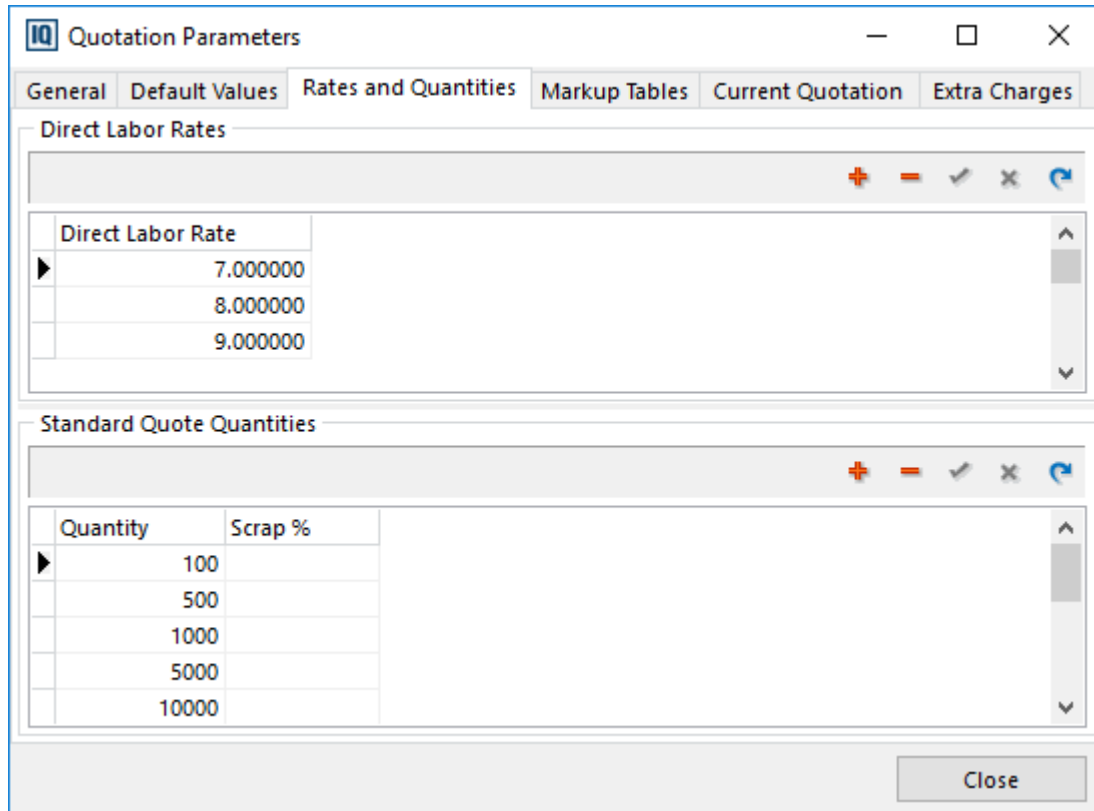 IQ Quotation Parameters
General Default Values Rates and Quantities Markup Tables Current Quotation Extra Charges
Direct Labor Rates
Direct Labor Rate
7.000000
8.000000
9.000000
Standard Quote Quantities
Quantity Scrap %
100
500
1000
5000
10000
Close